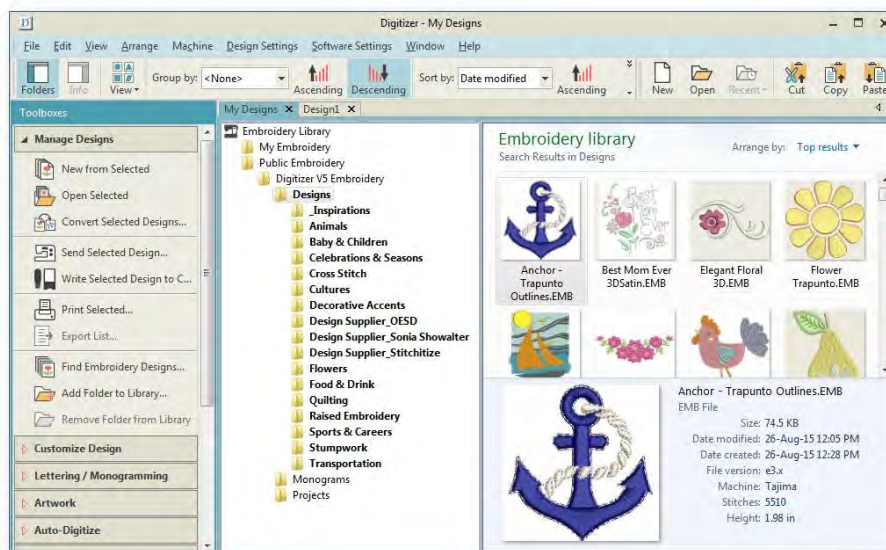 Digitizer - My Designs
File Edit View Arrange Machine Design Settings Software Settings Window Help
Folders Info View Group by: <None> Ascending Descending Sort by: Date modified Ascending New Open Recent Cut Copy Paste
Toolboxes
My Designs Design1
Manage Designs
New from Selected
Open Selected
Convert Selected Designs...
Send Selected Design...
Write Selected Design to C...
Print Selected...
Export List...
Find Embroidery Designs...
Add Folder to Library...
Remove Folder from Library
Customize Design
Lettering / Monogramming
Artwork
Auto-Digitize
Embroidery Library
My Embroidery
Public Embroidery
Digitizer V5 Embroidery
Designs
_Inspirations
Animals
Baby & Children
Celebrations & Seasons
Cross Stitch
Cultures
Decorative Accents
Design Supplier_OESD
Design Supplier_Sonia Showalter
Design Supplier_Stitchitize
Flowers
Food & Drink
Quilting
Raised Embroidery
Sports & Careers
Stumpwork
Transportation
Monograms
Projects
Embroidery library
Search Results in Designs
Arrange by: Top results
Best
Mom
Ever
Anchor -
Trapunto
Outlines.EMB
Best Mom Ever
3DSatin.EMB
Elegant Floral
3D.EMB
Flower
Trapunto.EMB
Anchor - Trapunto Outlines.EMB
EMB File
Size: 74.5 KB
Date modified: 26-Aug-15 12:05 PM
Date created: 26-Aug-15 12:28 PM
File version: e3.x
Machine: Tajima
Stitches: 5510
Height: 1.98 in